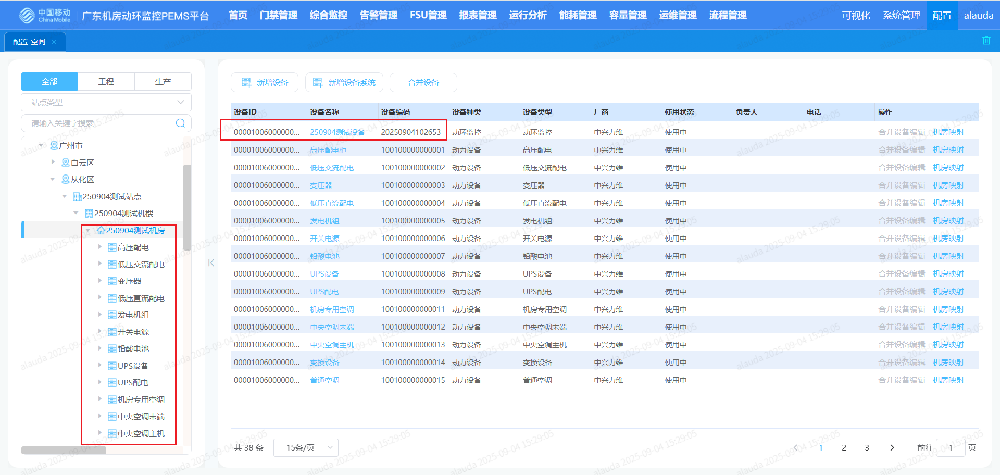 中国移动 China Mobile 广东机房动环监控PEMS平台 首页 门禁管理 综合监控 告警管理 FSU管理 报表管理 运行分析 能耗管理 容量管理 运维管理 流程管理 可视化 系统管理 配置 alauda
配置-空间 ×
全部 工程 生产
站点类型
请输入关键字搜索
广州市
白云区
从化区
250904测试站点
250904测试机楼
250904测试机房
高压配电
低压交流配电
变压器
低压直流配电
发电机组
开关电源
铅酸电池
UPS设备
UPS配电
机房专用空调
中央空调末端
中央空调主机
新增设备 新增设备系统 合并设备
设备ID 设备名称 设备编码 设备种类 设备类型 厂商 使用状态 负责人 电话 操作
00001006000000... 250904测试设备 20250904102653 动环监控 动环监控 中兴力维 使用中 合并设备编辑 机房映射
00001006000000... 高压配电柜 100100000000001 动力设备 高压配电 中兴力维 使用中 合并设备编辑 机房映射
00001006000000... 低压交流配电 100100000000002 动力设备 低压交流配电 中兴力维 使用中 合并设备编辑 机房映射
00001006000000... 变压器 100100000000003 动力设备 变压器 中兴力维 使用中 合并设备编辑 机房映射
00001006000000... 低压直流配电 100100000000004 动力设备 低压直流配电 中兴力维 使用中 合并设备编辑 机房映射
00001006000000... 发电机组 100100000000005 动力设备 发电机组 中兴力维 使用中 合并设备编辑 机房映射
00001006000000... 开关电源 100100000000006 动力设备 开关电源 中兴力维 使用中 合并设备编辑 机房映射
00001006000000... 铅酸电池 100100000000007 动力设备 铅酸电池 中兴力维 使用中 合并设备编辑 机房映射
00001006000000... UPS设备 100100000000008 动力设备 UPS设备 中兴力维 使用中 合并设备编辑 机房映射
00001006000000... UPS配电 100100000000009 动力设备 UPS配电 中兴力维 使用中 合并设备编辑 机房映射
00001006000000... 机房专用空调 100100000000011 动力设备 机房专用空调 中兴力维 使用中 合并设备编辑 机房映射
00001006000000... 中央空调末端 100100000000012 动力设备 中央空调末端 中兴力维 使用中 合并设备编辑 机房映射
00001006000000... 中央空调主机 100100000000013 动力设备 中央空调主机 中兴力维 使用中 合并设备编辑 机房映射
00001006000000... 变换设备 100100000000014 动力设备 变换设备 中兴力维 使用中 合并设备编辑 机房映射
00001006000000... 普通空调 100100000000015 动力设备 普通空调 中兴力维 使用中 合并设备编辑 机房映射
共 38 条 15条/页 1 2 3 前往 1 页
alauda 2025-09-04 15:29:05